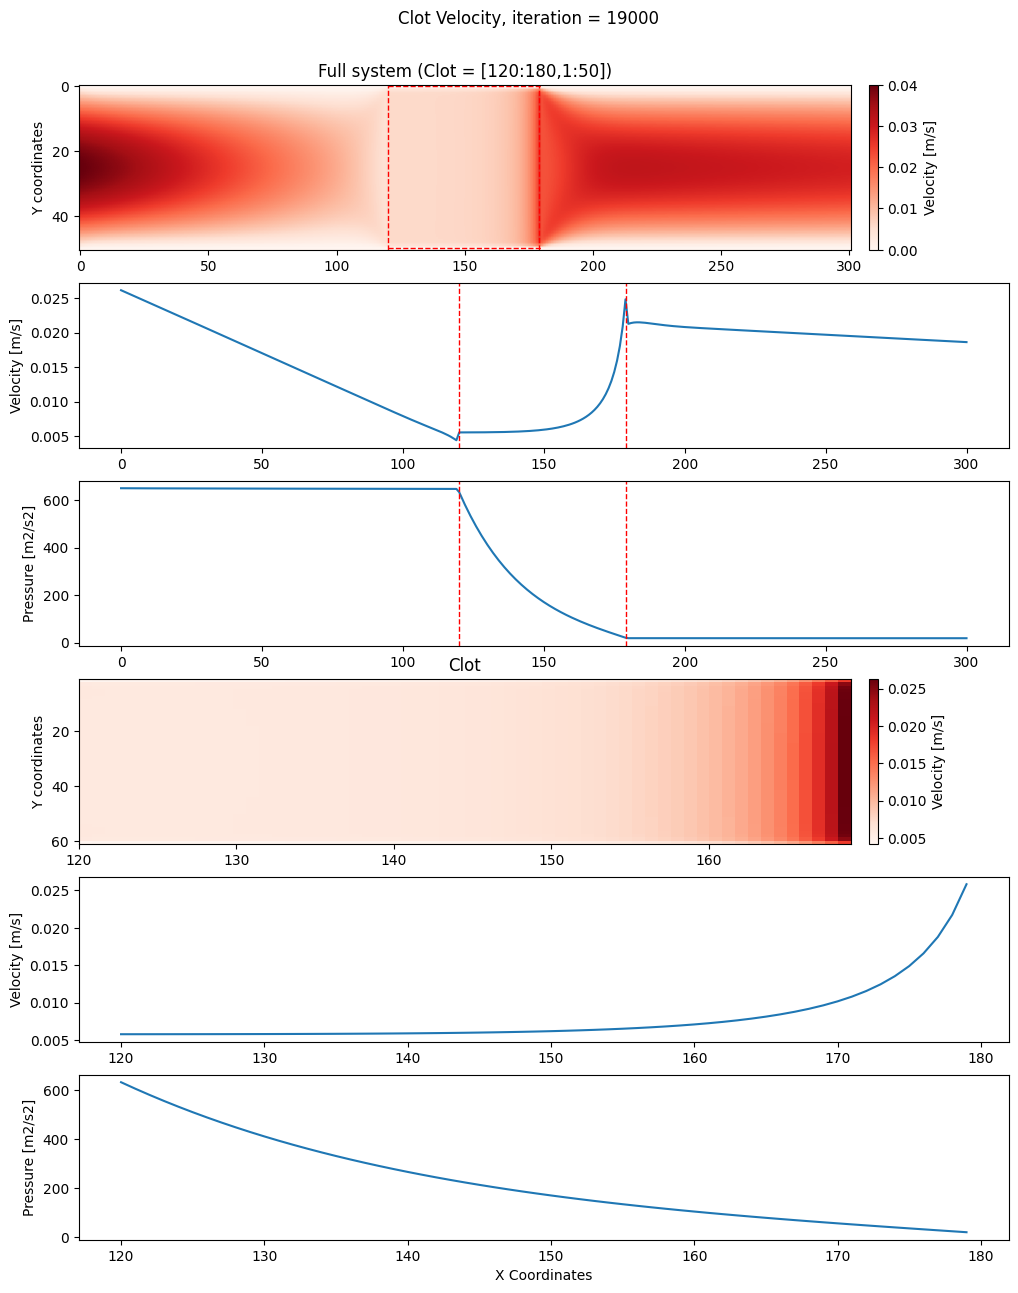 Clot Velocity, iteration = 19000
Full system (Clot = [120:180,1:50])
0
20
40
Y coordinates
0 50 100 150 200 250 300
0.04
0.03
0.02
0.01
0.00
Velocity [m/s]
0.025
0.020
0.015
0.010
0.005
Velocity [m/s]
0 50 100 150 200 250 300
600
400
200
0
Pressure [m2/s2]
0 50 100 150 200 250 300
Clot
20
40
60
Y coordinates
120 130 140 150 160
0.025
0.020
0.015
0.010
0.005
Velocity [m/s]
0.025
0.020
0.015
0.010
0.005
Velocity [m/s]
120 130 140 150 160 170 180
600
400
200
0
Pressure [m2/s2]
120 130 140 150 160 170 180
X Coordinates